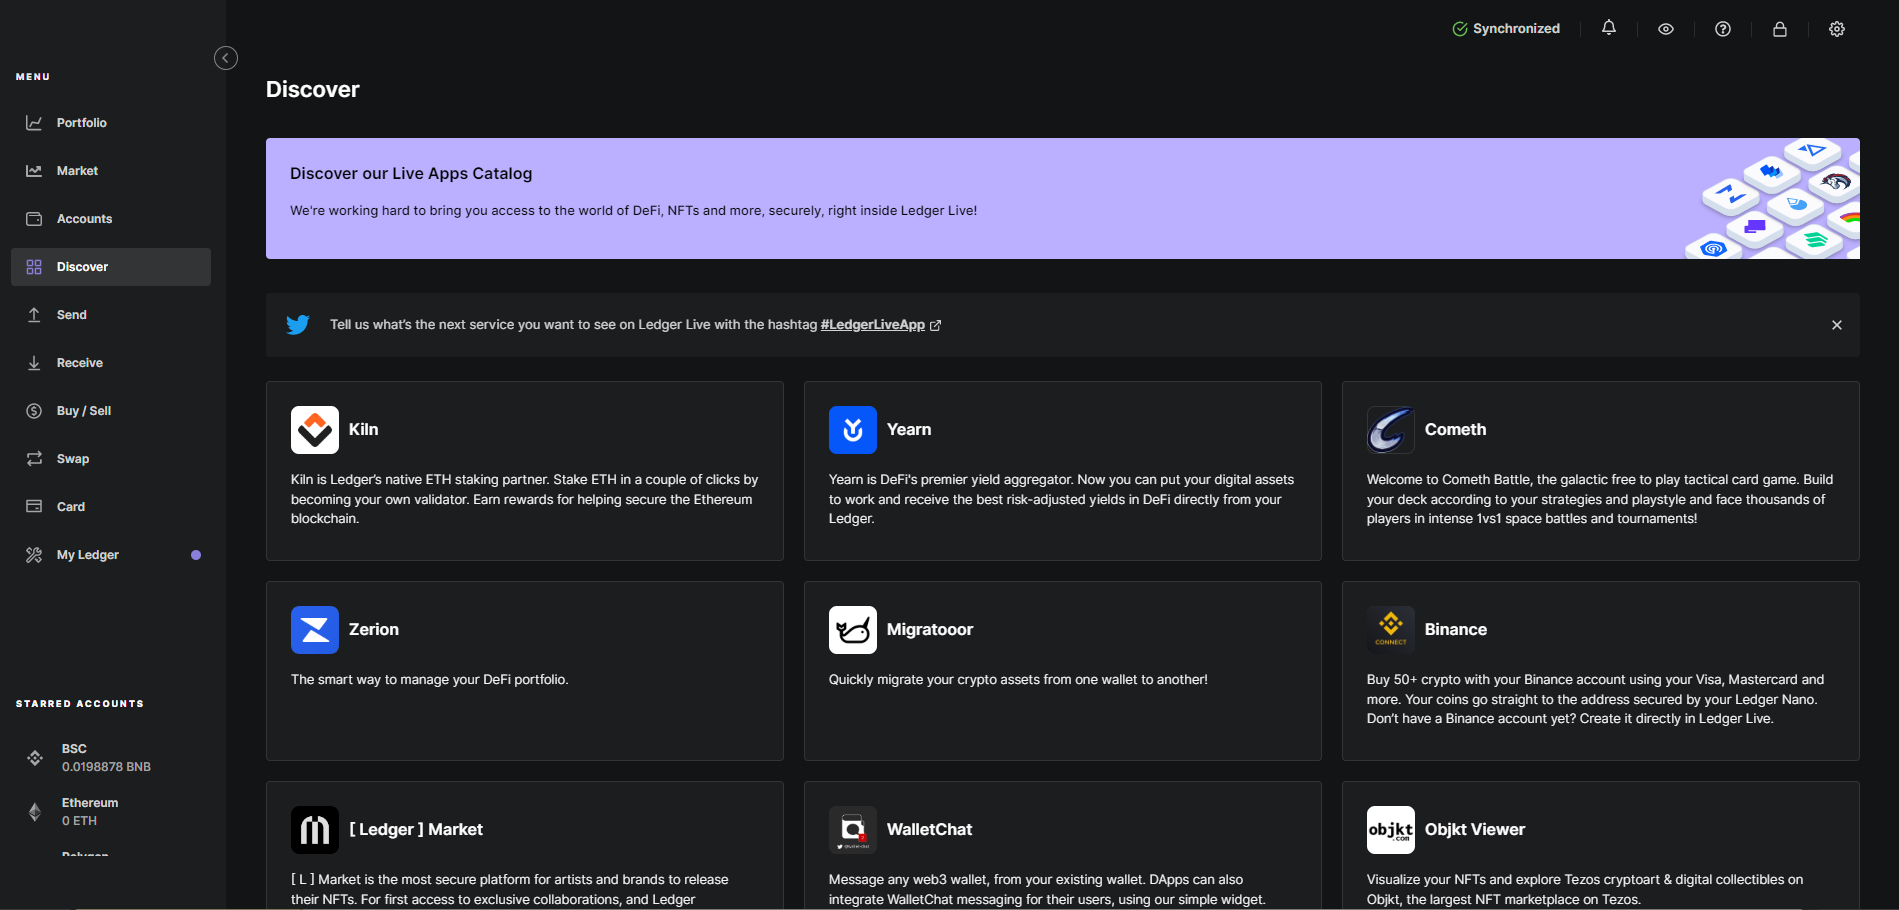 Synchronized
MENU
Portfolio
Market
Accounts
Discover
Send
Receive
Buy / Sell
Swap
Card
My Ledger
STARRED ACCOUNTS
BSC
0.0198878 BNB
Ethereum
0 ETH
Polygon
Discover
Discover our Live Apps Catalog
We're working hard to bring you access to the world of DeFi, NFTs and more, securely, right inside Ledger Live!
Tell us what's the next service you want to see on Ledger Live with the hashtag #LedgerLiveApp
Kiln
Kiln is Ledger's native ETH staking partner. Stake ETH in a couple of clicks by
becoming your own validator. Earn rewards for helping secure the Ethereum
blockchain.
Yearn
Yearn is DeFi's premier yield aggregator. Now you can put your digital assets
to work and receive the best risk-adjusted yields in DeFi directly from your
Ledger.
Cometh
Welcome to Cometh Battle, the galactic free to play tactical card game. Build
your deck according to your strategies and playstyle and face thousands of
players in intense 1vs1 space battles and tournaments!
Zerion
The smart way to manage your DeFi portfolio.
Migratooor
Quickly migrate your crypto assets from one wallet to another!
CONNECT
Binance
Buy 50+ crypto with your Binance account using your Visa, Mastercard and
more. Your coins go straight to the address secured by your Ledger Nano.
Don't have a Binance account yet? Create it directly in Ledger Live.
[ Ledger ] Market
[ L ] Market is the most secure platform for artists and brands to release
their NFTs. For first access to exclusive collaborations, and Ledger
WalletChat
Message any web3 wallet, from your existing wallet. DApps can also
integrate WalletChat messaging for their users, using our simple widget.
objkt
.com
Objkt Viewer
Visualize your NFTs and explore Tezos cryptoart & digital collectibles on
Objkt, the largest NFT marketplace on Tezos.